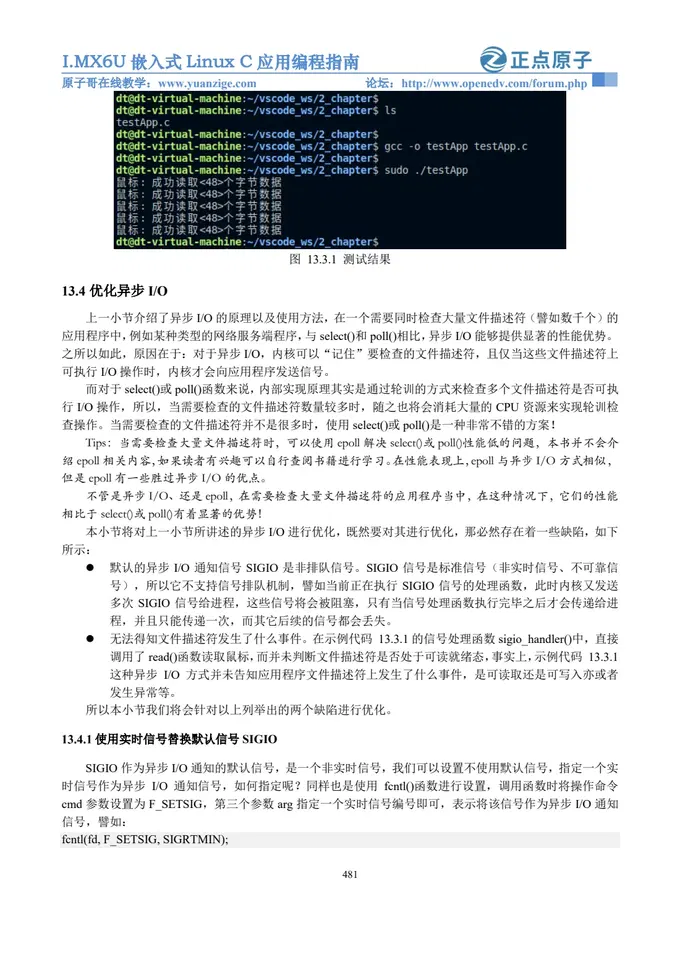 I.MX6U 嵌入式 Linux C 应用编程指南
正点原子
原子哥在线教学：www.yuanzige.com 论坛：http://www.openedv.com/forum.php
dt@dt-virtual-machine:~/vscode_ws/2_chapter$
dt@dt-virtual-machine:~/vscode_ws/2_chapter$ ls
testApp.c
dt@dt-virtual-machine:~/vscode_ws/2_chapter$
dt@dt-virtual-machine:~/vscode_ws/2_chapter$ gcc -o testApp testApp.c
dt@dt-virtual-machine:~/vscode_ws/2_chapter$
dt@dt-virtual-machine:~/vscode_ws/2_chapter$ sudo ./testApp
鼠标: 成功读取<48>个字节数据
鼠标: 成功读取<48>个字节数据
鼠标: 成功读取<48>个字节数据
鼠标: 成功读取<48>个字节数据
鼠标: 成功读取<48>个字节数据
dt@dt-virtual-machine:~/vscode_ws/2_chapter$
图 13.3.1 测试结果
13.4 优化异步 I/O
上一小节介绍了异步 I/O 的原理以及使用方法，在一个需要同时检查大量文件描述符（譬如数千个）的
应用程序中，例如某种类型的网络服务端程序，与 select()和 poll()相比，异步 I/O 能够提供显著的性能优势。
之所以如此，原因在于：对于异步 I/O，内核可以“记住”要检查的文件描述符，且仅当这些文件描述符上
可执行 I/O 操作时，内核才会向应用程序发送信号。
而对于 select()或 poll()函数来说，内部实现原理其实是通过轮训的方式来检查多个文件描述符是否可执
行 I/O 操作，所以，当需要检查的文件描述符数量较多时，随之也将会消耗大量的 CPU 资源来实现轮训检
查操作。当需要检查的文件描述符并不是很多时，使用 select()或 poll()是一种非常不错的方案！
Tips：当需要检查大量文件描述符时，可以使用 epoll 解决 select()或 poll()性能低的问题，本书并不会介
绍 epoll 相关内容，如果读者有兴趣可以自行查阅书籍进行学习。在性能表现上，epoll 与异步 I/O 方式相似，
但是 epoll 有一些胜过异步 I/O 的优点。
不管是异步 I/O、还是 epoll，在需要检查大量文件描述符的应用程序当中，在这种情况下，它们的性能
相比于 select()或 poll()有着显著的优势！
本小节将对上一小节所讲述的异步 I/O 进行优化，既然要对其进行优化，那必然存在着一些缺陷，如下
所示：
● 默认的异步 I/O 通知信号 SIGIO 是非排队信号。SIGIO 信号是标准信号（非实时信号、不可靠信
号），所以它不支持信号排队机制，譬如当前正在执行 SIGIO 信号的处理函数，此时内核又发送
多次 SIGIO 信号给进程，这些信号将会被阻塞，只有当信号处理函数执行完毕之后才会传递给进
程，并且只能传递一次，而其它后续的信号都会丢失。
● 无法得知文件描述符发生了什么事件。在示例代码 13.3.1 的信号处理函数 sigio_handler()中，直接
调用了 read()函数读取鼠标，而并未判断文件描述符是否处于可读就绪态，事实上，示例代码 13.3.1
这种异步 I/O 方式并未告知应用程序文件描述符上发生了什么事件，是可读取还是可写入亦或者
发生异常等。
所以本小节我们将会针对以上列举出的两个缺陷进行优化。
13.4.1 使用实时信号替换默认信号 SIGIO
SIGIO 作为异步 I/O 通知的默认信号，是一个非实时信号，我们可以设置不使用默认信号，指定一个实
时信号作为异步 I/O 通知信号，如何指定呢？同样也是使用 fcntl()函数进行设置，调用函数时将操作命令
cmd 参数设置为 F_SETSIG，第三个参数 arg 指定一个实时信号编号即可，表示将该信号作为异步 I/O 通知
信号，譬如：
fcntl(fd, F_SETSIG, SIGRTMIN);
481